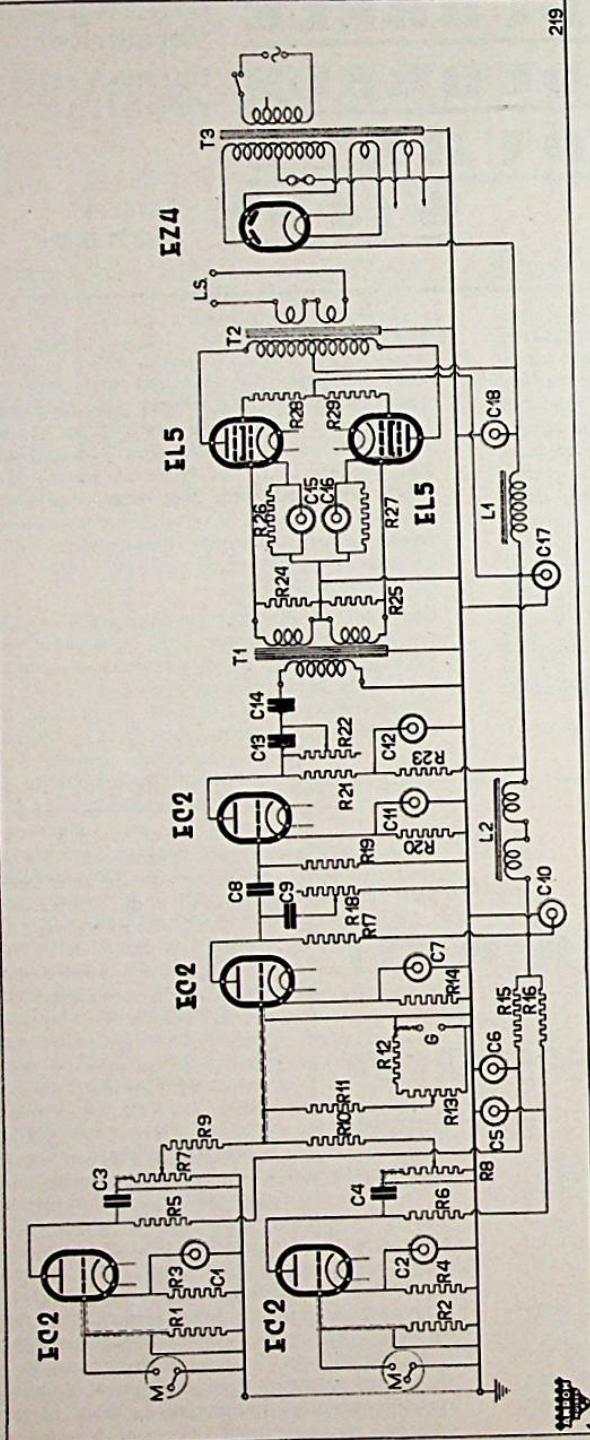 EC2
M
R1
R3
C1
R5
C3
R7
R9
EC2
M
R2
R4
C2
R6
C4
R8
R10
R11
R12
R13
G
EC2
R14
C7
R17
R18
C8
C9
R19
EC2
R20
C11
R21
R22
R23
C12
C13
C14
T1
R24
R25
R26
R27
C15
C16
EL5
EL5
R28
R29
T2
L.S.
EZ4
T3
C5
C6
R15
R16
C10
L2
L1
C17
C18
219